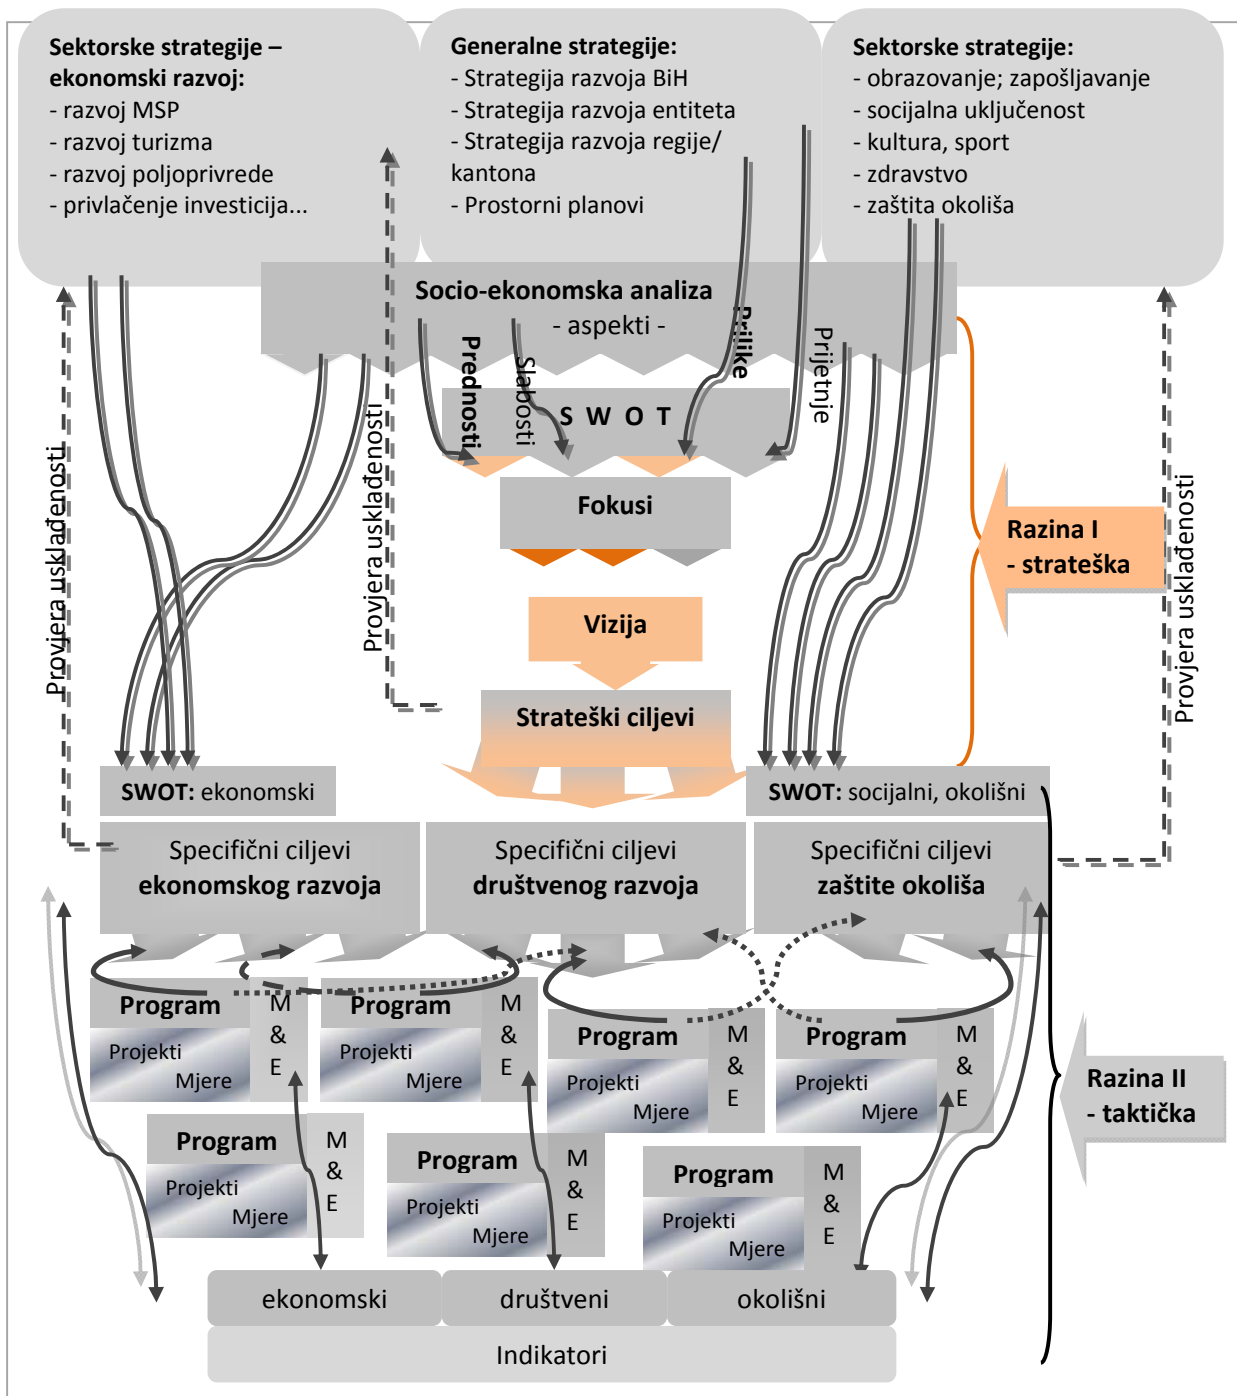 Sektorske strategije –
ekonomski razvoj:
- razvoj MSP
- razvoj turizma
- razvoj poljoprivrede
- privlačenje investicija...
Generalne strategije:
- Strategija razvoja BiH
- Strategija razvoja entiteta
- Strategija razvoja regije/
kantona
- Prostorni planovi
Sektorske strategije:
- obrazovanje; zapošljavanje
- socijalna uključenost
- kultura, sport
- zdravstvo
- zaštita okoliša
Socio-ekonomska analiza
- aspekti -
Prednosti
Slabosti
Prilike
Prijetnje
S W O T
Fokusi
Vizija
Strateški ciljevi
Provjera usklađenosti
Provjera usklađenosti
Provjera usklađenosti
Razina I
- strateška
SWOT: ekonomski
SWOT: socijalni, okolišni
Specifični ciljevi
ekonomskog razvoja
Specifični ciljevi
društvenog razvoja
Specifični ciljevi
zaštite okoliša
Program
Projekti
Mjere
M
&
E
Program
Projekti
Mjere
M
&
E
Program
Projekti
Mjere
M
&
E
Program
Projekti
Mjere
M
&
E
Razina II
- taktička
Program
Projekti
Mjere
M
&
E
Program
Projekti
Mjere
M
&
E
Program
Projekti
Mjere
M
&
E
ekonomski
društveni
okolišni
Indikatori